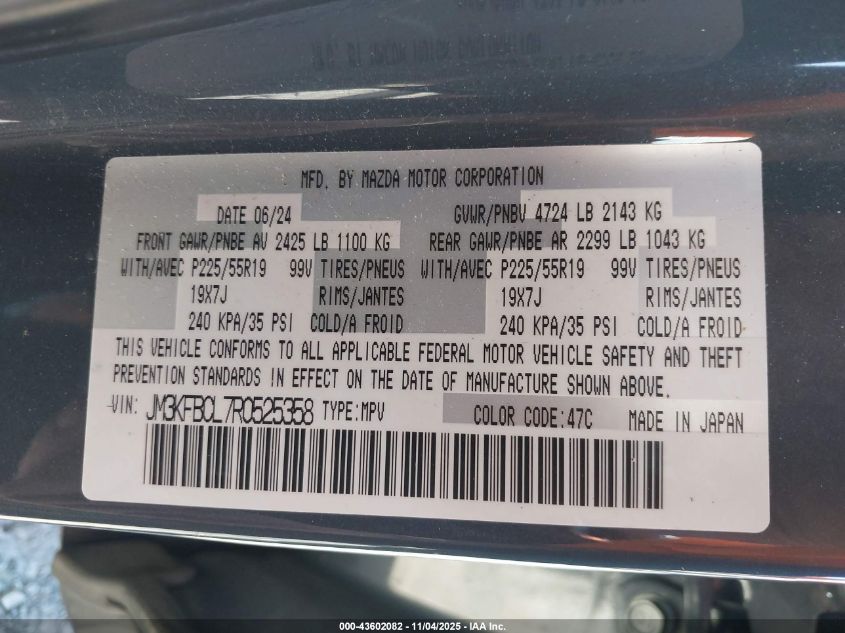 MFD. BY MAZDA MOTOR CORPORATION
DATE 06/24 GVWR/PNBV 4724 LB 2143 KG
FRONT GAWR/PNBE AV 2425 LB 1100 KG REAR GAWR/PNBE AR 2299 LB 1043 KG
WITH/AVEC P225/55R19 99V TIRES/PNEUS WITH/AVEC P225/55R19 99V TIRES/PNEUS
19X7J RIMS/JANTES 19X7J RIMS/JANTES
240 KPA/35 PSI COLD/A FROID 240 KPA/35 PSI COLD/A FROID
THIS VEHICLE CONFORMS TO ALL APPLICABLE FEDERAL MOTOR VEHICLE SAFETY AND THEFT
PREVENTION STANDARDS IN EFFECT ON THE DATE OF MANUFACTURE SHOWN ABOVE.
VIN: JM3KFBCL7R0525358 TYPE:MPV COLOR CODE:47C MADE IN JAPAN
000-43602082 - 11/04/2025 - IAA Inc.